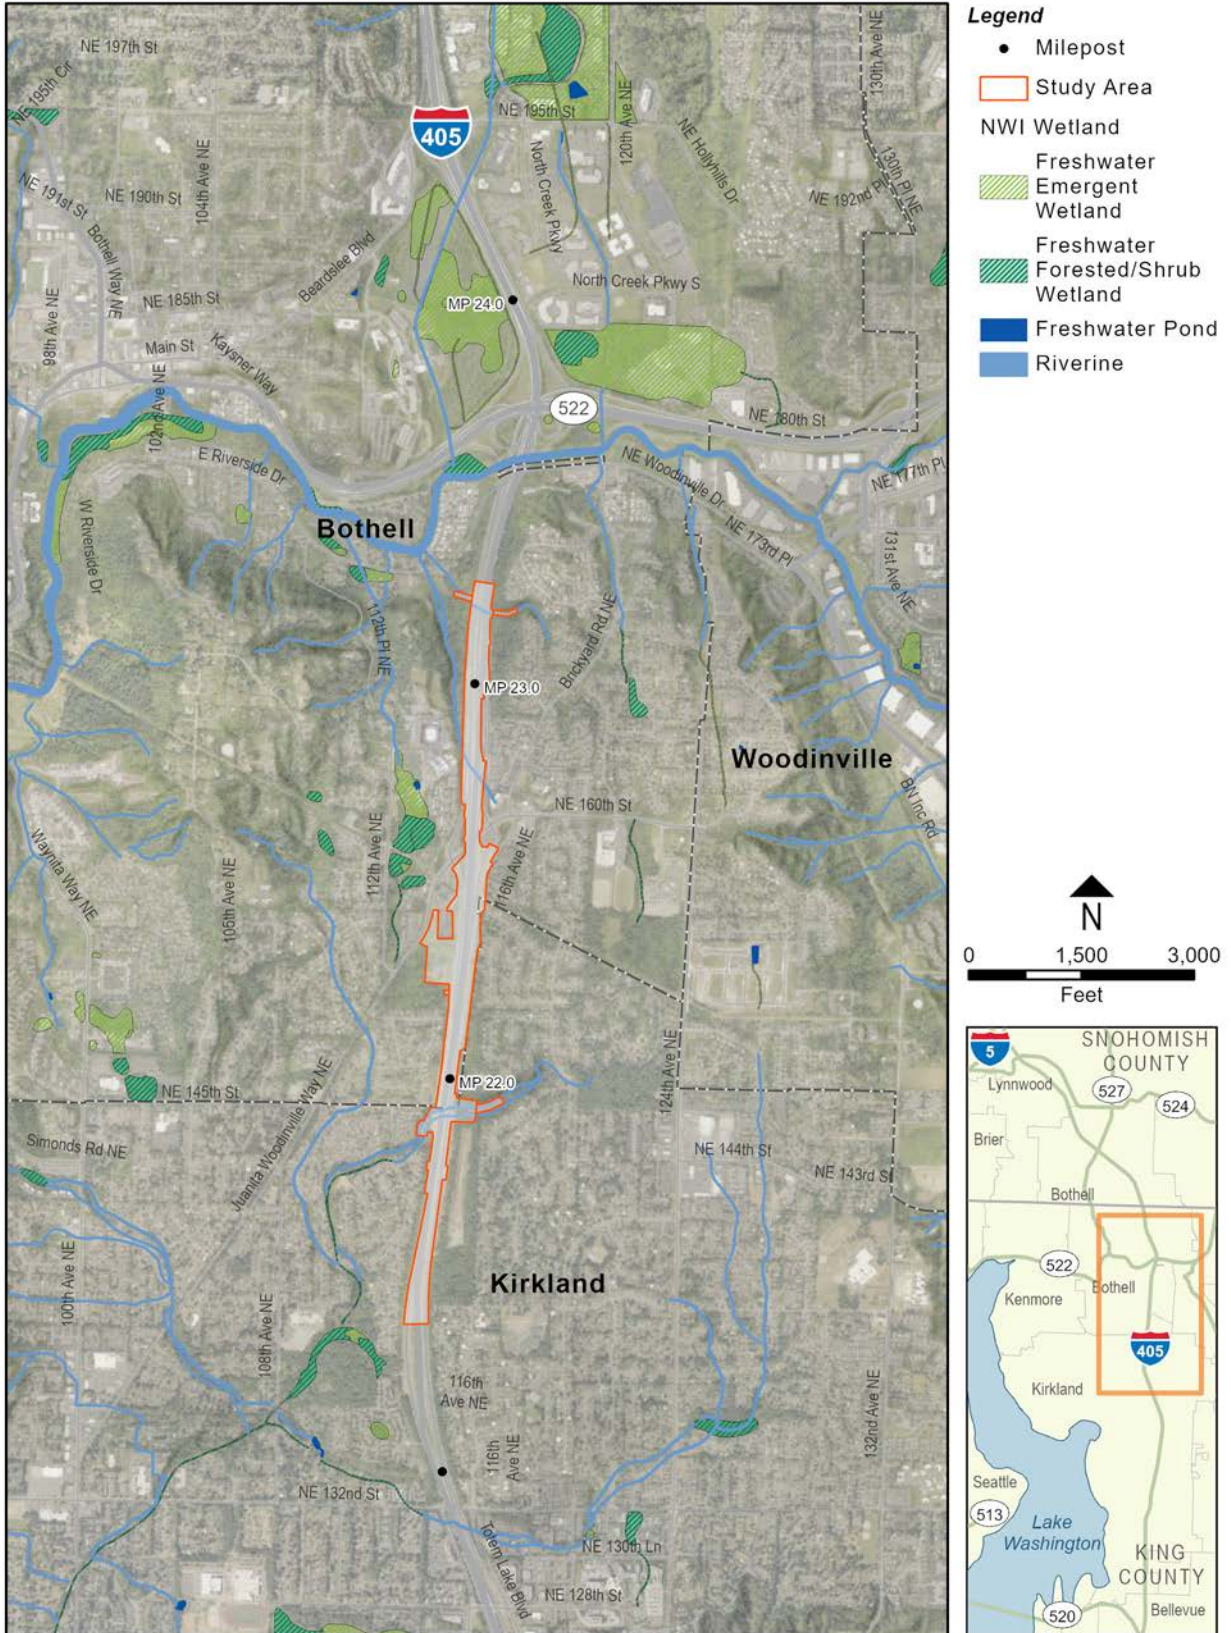 NE 197th St
NE 195th Cir
130th Ave NE
405
NE 195th St
120th Ave NE
NE Hollyhills Dr
130th Pl NE
104th Ave NE
North Creek Pkwy
NE 191st St
NE 190th St
NE 192nd Pl
Bothell Way NE
Beardslee Blvd
North Creek Pkwy S
98th Ave NE
NE 185th St
MP 24.0
Main St
Kaysner Way
102nd Ave NE
522
NE 180th St
E Riverside Dr
NE Woodinville Dr
NE 177th Pl
W Riverside Dr
Bothell
NE 173rd Pl
131st Ave NE
112th Pl NE
Brickyard Rd NE
MP 23.0
Woodinville
NE 160th St
BN Inc Rd
Waynita Way NE
105th Ave NE
112th Ave NE
116th Ave NE
124th Ave NE
MP 22.0
NE 145th St
Simonds Rd NE
Juanita Woodinville Way NE
NE 144th St
NE 143rd St
100th Ave NE
108th Ave NE
Kirkland
116th
Ave NE
132nd Ave NE
116th
Ave NE
NE 132nd St
Totem Lake Blvd
NE 130th Ln
NE 128th St
Legend
Milepost
Study Area
NWI Wetland
Freshwater
Emergent
Wetland
Freshwater
Forested/Shrub
Wetland
Freshwater Pond
Riverine
N
0 1,500 3,000
Feet
5
SNOHOMISH
COUNTY
Lynnwood
527
524
Brier
Bothell
522
Bothell
Kenmore
405
Kirkland
Seattle
513
Lake
Washington
KING
COUNTY
520
Bellevue